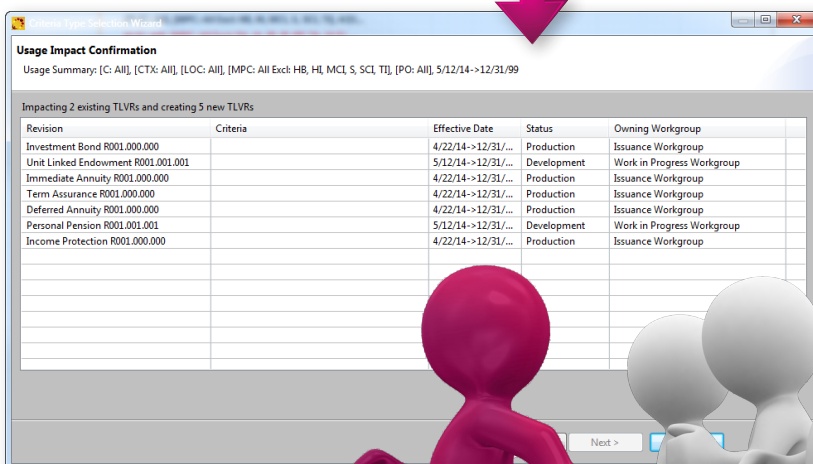 Criteria Type Selection Wizard
Usage Impact Confirmation
Usage Summary: [C: All], [CTX: All], [LOC: All], [MPC: All Excl: HB, HI, MCI, S, SCI, TI], [PO: All], 5/12/14->12/31/99
Impacting 2 existing TLVRs and creating 5 new TLVRs
Revision Criteria Effective Date Status Owning Workgroup
Investment Bond R001.000.000 4/22/14->12/31/... Production Issuance Workgroup
Unit Linked Endowment R001.001.001 5/12/14->12/31/... Development Work in Progress Workgroup
Immediate Annuity R001.000.000 4/22/14->12/31/... Production Issuance Workgroup
Term Assurance R001.000.000 4/22/14->12/31/... Production Issuance Workgroup
Deferred Annuity R001.000.000 4/22/14->12/31/... Production Issuance Workgroup
Personal Pension R001.001.001 5/12/14->12/31/... Development Work in Progress Workgroup
Income Protection R001.000.000 4/22/14->12/31/... Production Issuance Workgroup
Next >